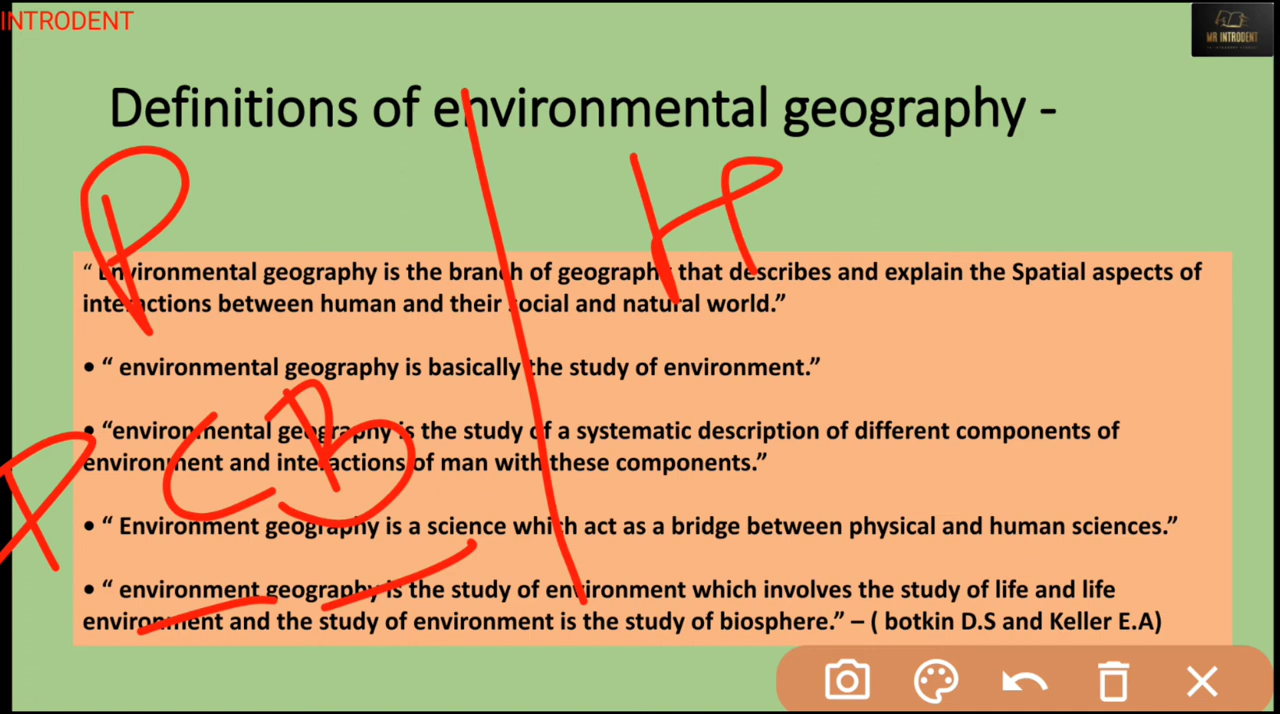 INTRODENT
MR INTRODENT
Definitions of environmental geography -
P
H
“ Environmental geography is the branch of geography that describes and explain the Spatial aspects of
interactions between human and their social and natural world.”
• “ environmental geography is basically the study of environment.”
• “environmental geography is the study of a systematic description of different components of
environment and interactions of man with these components.”
P C B
• “ Environment geography is a science which act as a bridge between physical and human sciences.”
• “ environment geography is the study of environment which involves the study of life and life
environment and the study of environment is the study of biosphere.” – ( botkin D.S and Keller E.A)